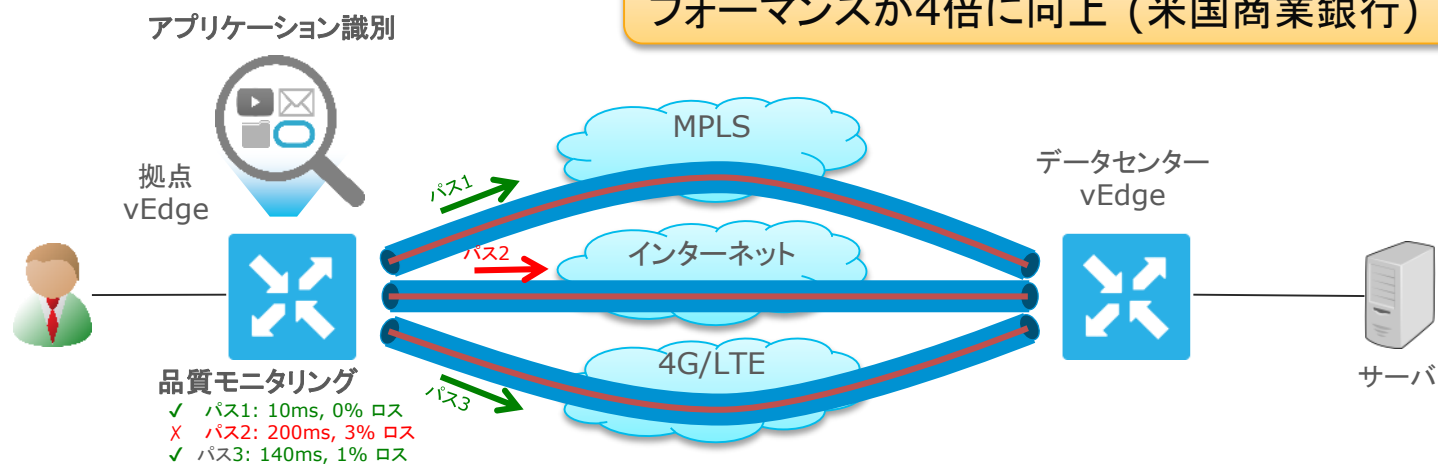 フォーマンスが4倍に向上 (米国商業銀行)
アプリケーション識別
MPLS
データセンター
vEdge
拠点
vEdge
パス1
パス2
インターネット
4G/LTE
パス3
サーバ
品質モニタリング
✓ パス1: 10ms, 0% ロス
✗ パス2: 200ms, 3% ロス
✓ パス3: 140ms, 1% ロス